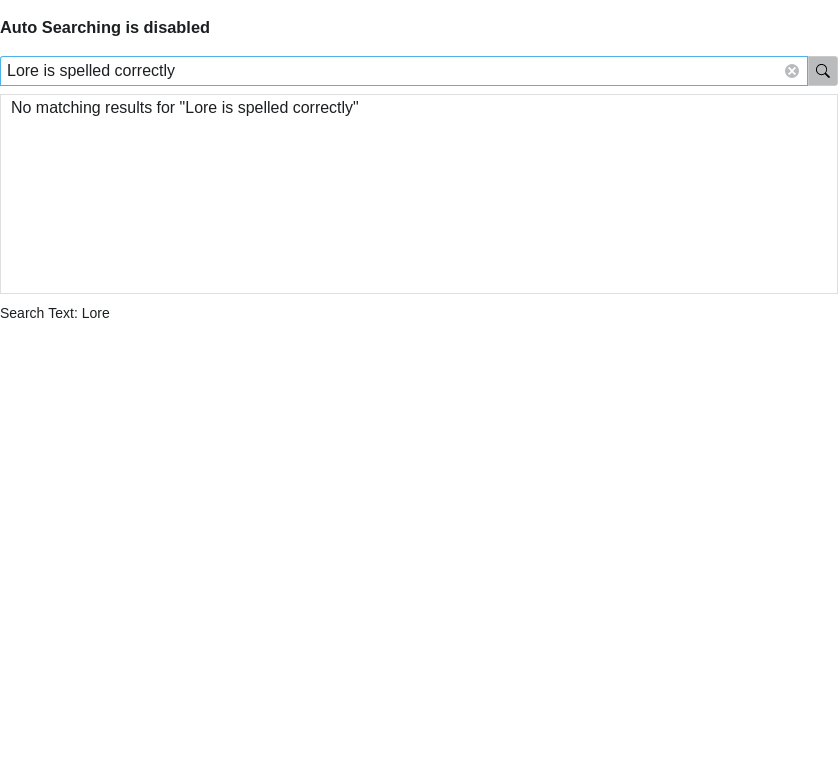 Auto Searching is disabled
Lore is spelled correctly
No matching results for "Lore is spelled correctly"
Search Text: Lore